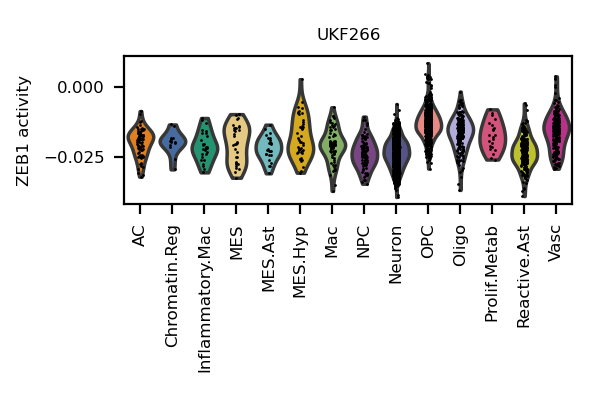 UKF266
ZEB1 activity
0.000
−0.025
AC
Chromatin.Reg
Inflammatory.Mac
MES
MES.Ast
MES.Hyp
Mac
NPC
Neuron
OPC
Oligo
Prolif.Metab
Reactive.Ast
Vasc